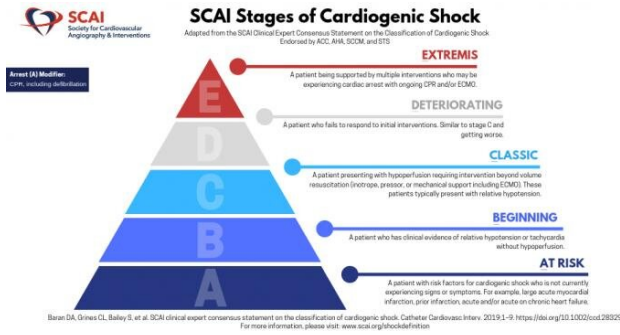 SCAI
Society for Cardiovascular
Angiography & Interventions
SCAI Stages of Cardiogenic Shock
Adapted from the SCAI Clinical Expert Consensus Statement on the Classification of Cardiogenic Shock
Endorsed by ACC, AHA, SCCM, and STS
Arrest (A) Modifier:
CPR, including defibrillation
EXTREMIS
A patient being supported by multiple interventions who may be
experiencing cardiac arrest with ongoing CPR and/or ECMO.
E
DETERIORATING
A patient who fails to respond to initial interventions. Similar to stage C and
getting worse.
D
CLASSIC
A patient presenting with hypoperfusion requiring intervention beyond volume
resuscitation (inotrope, pressor, or mechanical support including ECMO). These
patients typically present with relative hypotension.
C
BEGINNING
A patient who has clinical evidence of relative hypotension or tachycardia
without hypoperfusion.
B
AT RISK
A patient with risk factors for cardiogenic shock who is not currently
experiencing signs or symptoms. For example, large acute myocardial
infarction, prior infarction, acute and/or acute on chronic heart failure.
A
Baran DA, Grines CL, Bailey S, et al. SCAI clinical expert consensus statement on the classification of cardiogenic shock. Catheter Cardiovasc Interv. 2019;1–9. https://doi.org/10.1002/ccd.28329
For more information, please visit: www.scai.org/shockdefinition